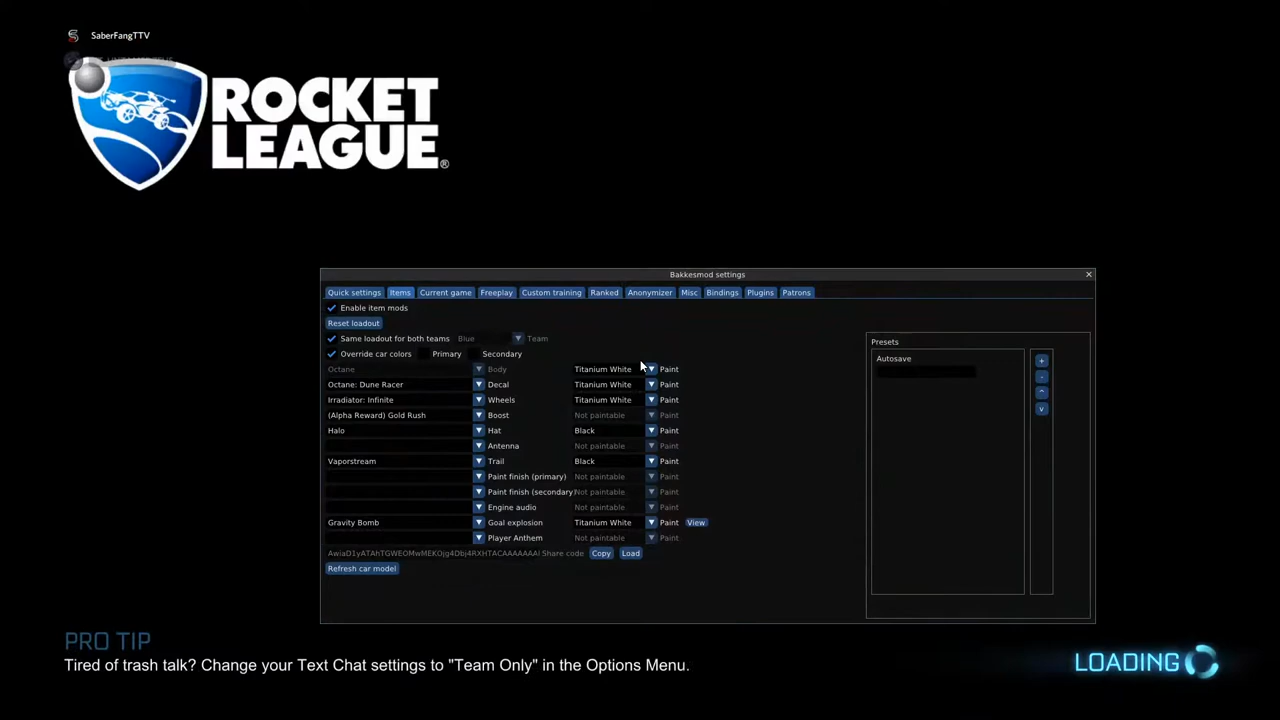 SaberFangTTV
ROCKET
LEAGUE®
Bakkesmod settings
Quick settings Items Current game Freeplay Custom training Ranked Anonymizer Misc Bindings Plugins Patrons
Enable item mods
Reset loadout
Same loadout for both teams Blue Team
Override car colors Primary Secondary
Octane Body Titanium White Paint
Octane: Dune Racer Decal Titanium White Paint
Irradiator: Infinite Wheels Titanium White Paint
(Alpha Reward) Gold Rush Boost Not paintable Paint
Halo Hat Black Paint
Antenna Not paintable Paint
Vaporstream Trail Black Paint
Paint finish (primary) Not paintable Paint
Paint finish (secondary) Not paintable Paint
Engine audio Not paintable Paint
Gravity Bomb Goal explosion Titanium White Paint View
Player Anthem Not paintable Paint
Share code Copy Load
Refresh car model
Presets
Autosave
+
-
^
v
PRO TIP
Tired of trash talk? Change your Text Chat settings to "Team Only" in the Options Menu.
LOADING